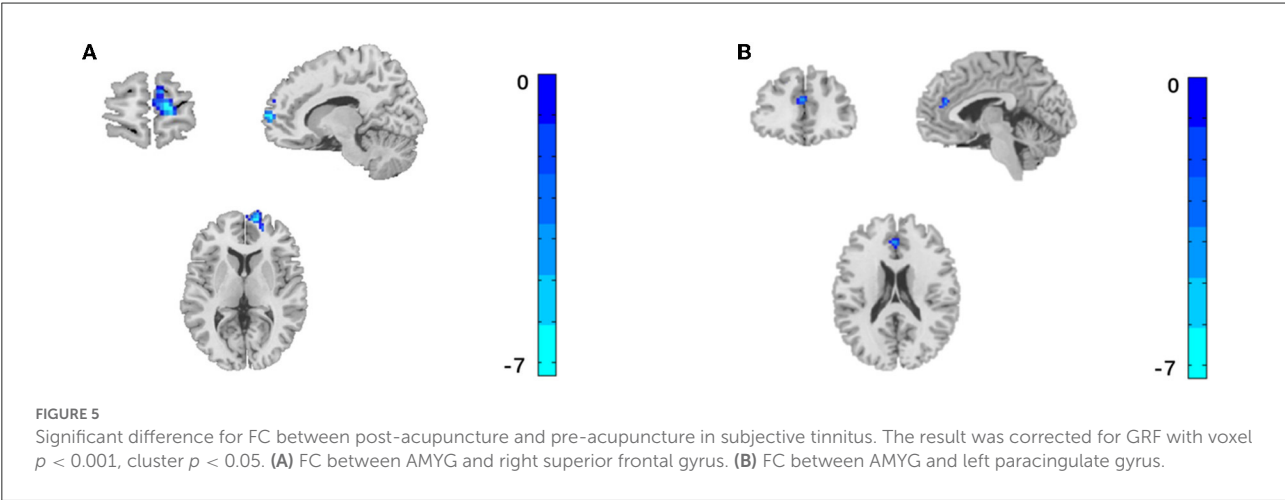 A
B
0
-7
0
-7
FIGURE 5
Significant difference for FC between post-acupuncture and pre-acupuncture in subjective tinnitus. The result was corrected for GRF with voxel
p < 0.001, cluster p < 0.05. (A) FC between AMYG and right superior frontal gyrus. (B) FC between AMYG and left paracingulate gyrus.